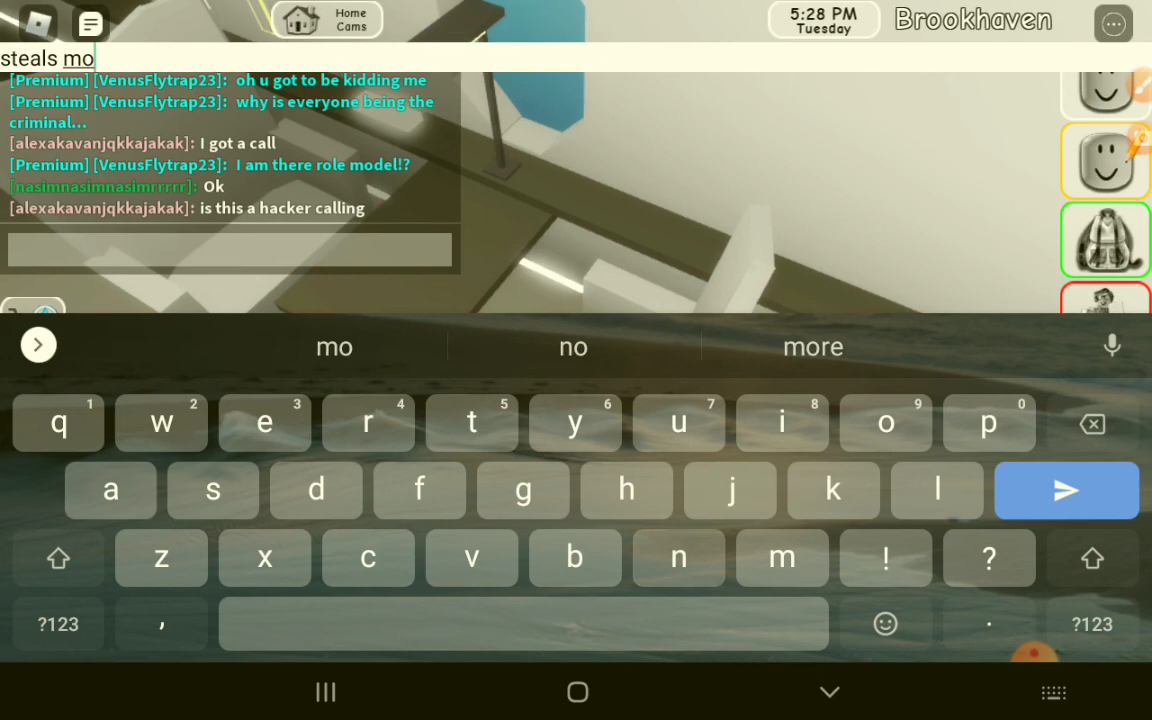 Home
Cams
5:28 PM
Tuesday
Brookhaven
steals mo
[Premium] [VenusFlytrap23]: oh u got to be kidding me
[Premium] [VenusFlytrap23]: why is everyone being the
criminal...
[alexakavanjqkkajakak]: I got a call
[Premium] [VenusFlytrap23]: I am there role model!?
[nasimnasimnasimrrrrr]: Ok
[alexakavanjqkkajakak]: is this a hacker calling
mo no more
q 1 w 2 e 3 r 4 t 5 y 6 u 7 i 8 o 9 p 0
a s d f g h j k l
z x c v b n m ! ?
?123 , . ?123